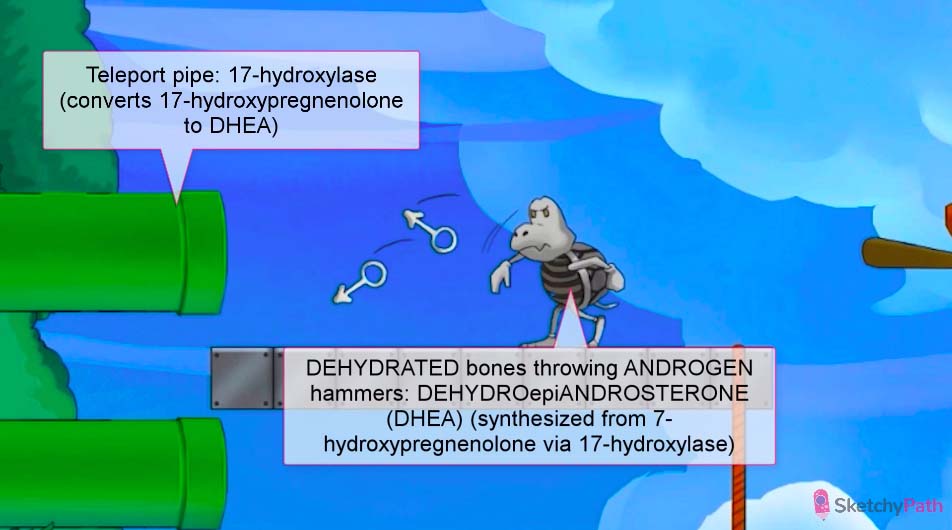 Teleport pipe: 17-hydroxylase
(converts 17-hydroxypregnenolone
to DHEA)
DEHYDRATED bones throwing ANDROGEN
hammers: DEHYDROepiANDROSTERONE
(DHEA) (synthesized from 7-
hydroxypregnenolone via 17-hydroxylase)
SketchyPath